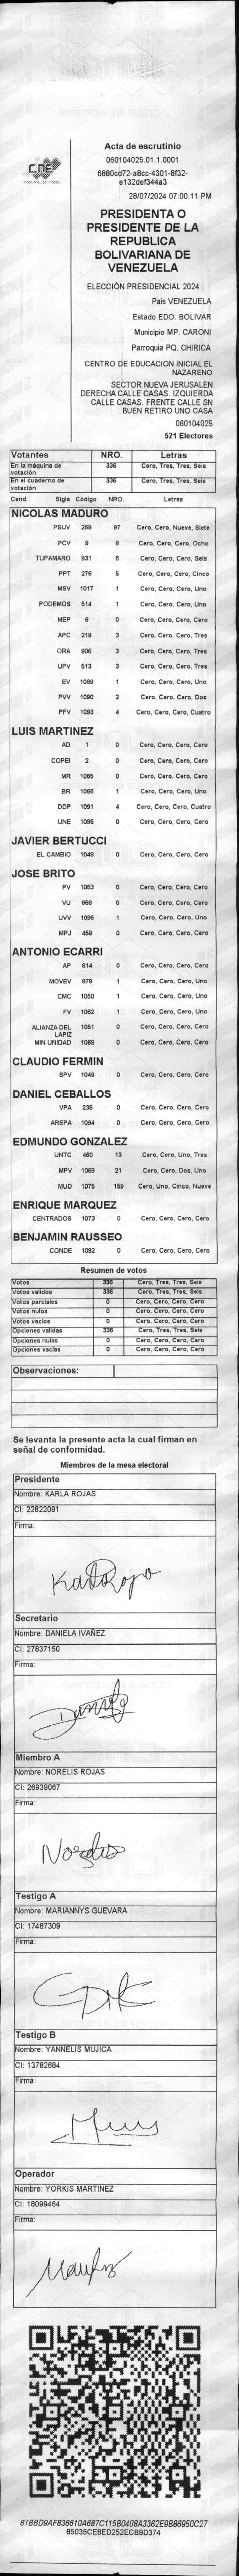 CNE
Acta de escrutinio
060104025.01.1.0001
6880cd72-a8cc-4301-8f32-
e132def344a3
28/07/2024 07:00:11 PM
PRESIDENTA O
PRESIDENTE DE LA
REPUBLICA
BOLIVARIANA DE
VENEZUELA
ELECCIÓN PRESIDENCIAL 2024
Pais VENEZUELA
Estado EDO. BOLIVAR
Municipio MP. CARONI
Parroquia PQ. CHIRICA
CENTRO DE EDUCACION INICIAL EL
NAZARENO
SECTOR NUEVA JERUSALEN
DERECHA CALLE CASAS. IZQUIERDA
CALLE CASAS. FRENTE CALLE SN
BUEN RETIRO UNO CASA
060104025
521 Electores
Votantes NRO. Letras
En la máquina de votación 336 Cero, Tres, Tres, Seis
En el cuaderno de votación 336 Cero, Tres, Tres, Seis
Cand. Sigla Código NRO. Letras
NICOLAS MADURO
PSUV 269 97 Cero, Cero, Nueve, Siete
PCV 9 8 Cero, Cero, Cero, Ocho
TUPAMARO 931 6 Cero, Cero, Cero, Seis
PPT 276 5 Cero, Cero, Cero, Cinco
MSV 1017 1 Cero, Cero, Cero, Uno
PODEMOS 514 1 Cero, Cero, Cero, Uno
MEP 6 0 Cero, Cero, Cero, Cero
APC 219 3 Cero, Cero, Cero, Tres
ORA 906 3 Cero, Cero, Cero, Tres
UPV 513 3 Cero, Cero, Cero, Tres
EV 1089 1 Cero, Cero, Cero, Uno
PVV 1090 2 Cero, Cero, Cero, Dos
PFV 1093 4 Cero, Cero, Cero, Cuatro
LUIS MARTINEZ
AD 1 0 Cero, Cero, Cero, Cero
COPEI 2 0 Cero, Cero, Cero, Cero
MR 1065 0 Cero, Cero, Cero, Cero
BR 1068 1 Cero, Cero, Cero, Uno
DDP 1091 4 Cero, Cero, Cero, Cuatro
UNE 1095 0 Cero, Cero, Cero, Cero
JAVIER BERTUCCI
EL CAMBIO 1048 0 Cero, Cero, Cero, Cero
JOSE BRITO
PV 1053 0 Cero, Cero, Cero, Cero
VU 868 0 Cero, Cero, Cero, Cero
UVV 1096 1 Cero, Cero, Cero, Uno
MPJ 458 0 Cero, Cero, Cero, Cero
ANTONIO ECARRI
AP 814 0 Cero, Cero, Cero, Cero
MOVEV 878 1 Cero, Cero, Cero, Uno
CMC 1050 1 Cero, Cero, Cero, Uno
FV 1062 1 Cero, Cero, Cero, Uno
ALIANZA DEL LAPIZ 1051 0 Cero, Cero, Cero, Cero
MIN UNIDAD 1068 0 Cero, Cero, Cero, Cero
CLAUDIO FERMIN
SPV 1049 0 Cero, Cero, Cero, Cero
DANIEL CEBALLOS
VPA 236 0 Cero, Cero, Cero, Cero
AREPA 1094 0 Cero, Cero, Cero, Cero
EDMUNDO GONZALEZ
UNTC 460 13 Cero, Cero, Uno, Tres
MPV 1069 21 Cero, Cero, Dos, Uno
MUD 1075 159 Cero, Uno, Cinco, Nueve
ENRIQUE MARQUEZ
CENTRADOS 1073 0 Cero, Cero, Cero, Cero
BENJAMIN RAUSSEO
CONDE 1092 0 Cero, Cero, Cero, Cero
Resumen de votos
Votos 336 Cero, Tres, Tres, Seis
Votos validos 336 Cero, Tres, Tres, Seis
Votos parciales 0 Cero, Cero, Cero, Cero
Votos nulos 0 Cero, Cero, Cero, Cero
Votos vacios 0 Cero, Cero, Cero, Cero
Opciones validas 336 Cero, Tres, Tres, Seis
Opciones nulas 0 Cero, Cero, Cero, Cero
Opciones vacias 0 Cero, Cero, Cero, Cero
Observaciones:
Se levanta la presente acta la cual firman en
señal de conformidad.
Miembros de la mesa electoral
Presidente
Nombre: KARLA ROJAS
CI: 22822091
Firma:
Secretario
Nombre: DANIELA IVAÑEZ
CI: 27837150
Firma:
Miembro A
Nombre: NORELIS ROJAS
CI: 26939067
Firma:
Norelis
Testigo A
Nombre: MARIANNYS GUEVARA
CI: 17487309
Firma:
Testigo B
Nombre: YANNELIS MUJICA
CI: 13782684
Firma:
Operador
Nombre: YORKIS MARTINEZ
CI: 18099464
Firma:
81BBD9AF836610A687C115B0408A3362E9B86950C27
85035CE8ED252ECB9D374